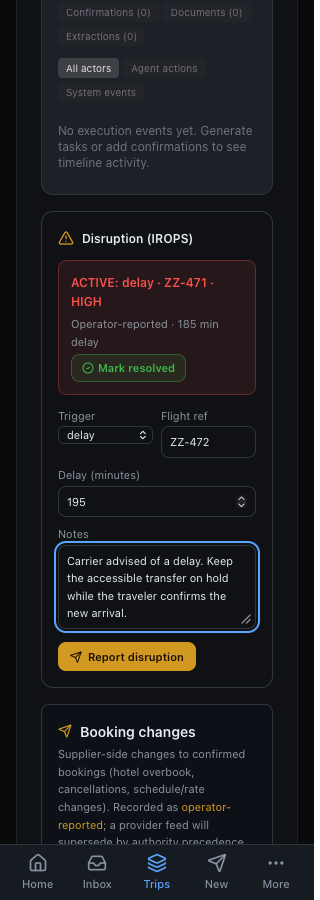 Confirmations (0) Documents (0)
Extractions (0)
All actors Agent actions
System events
No execution events yet. Generate
tasks or add confirmations to see
timeline activity.
Disruption (IROPS)
ACTIVE: delay · ZZ-471 ·
HIGH
Operator-reported · 185 min
delay
Mark resolved
Trigger Flight ref
delay ZZ-472
Delay (minutes)
195
Notes
Carrier advised of a delay. Keep
the accessible transfer on hold
while the traveler confirms the
new arrival.
Report disruption
Booking changes
Supplier-side changes to confirmed
bookings (hotel overbook,
cancellations, schedule/rate
changes). Recorded as operator-
reported; a provider feed will
supersede by authority precedence
Home Inbox Trips New More